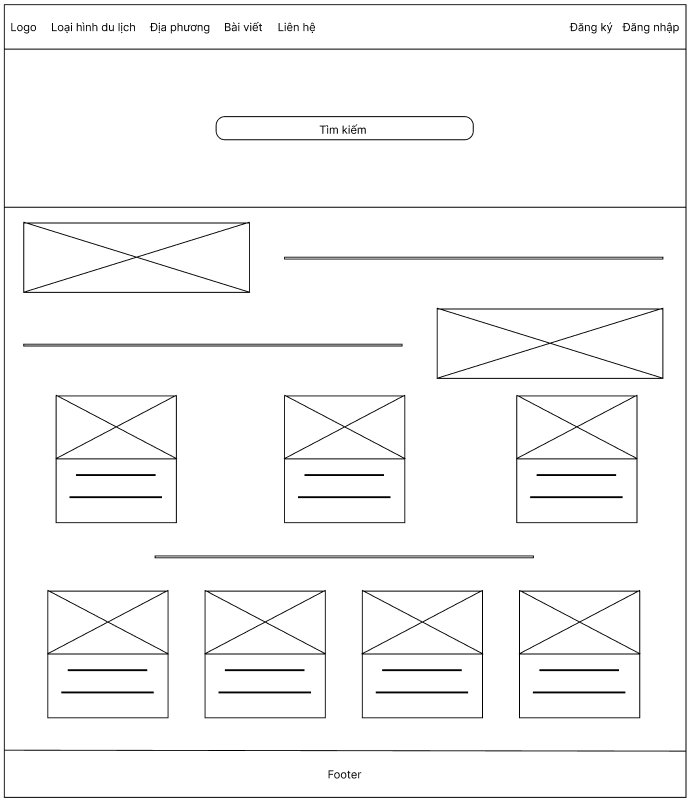 Logo Loại hình du lịch Địa phương Bài viết Liên hệ Đăng ký Đăng nhập
Tìm kiếm
Footer